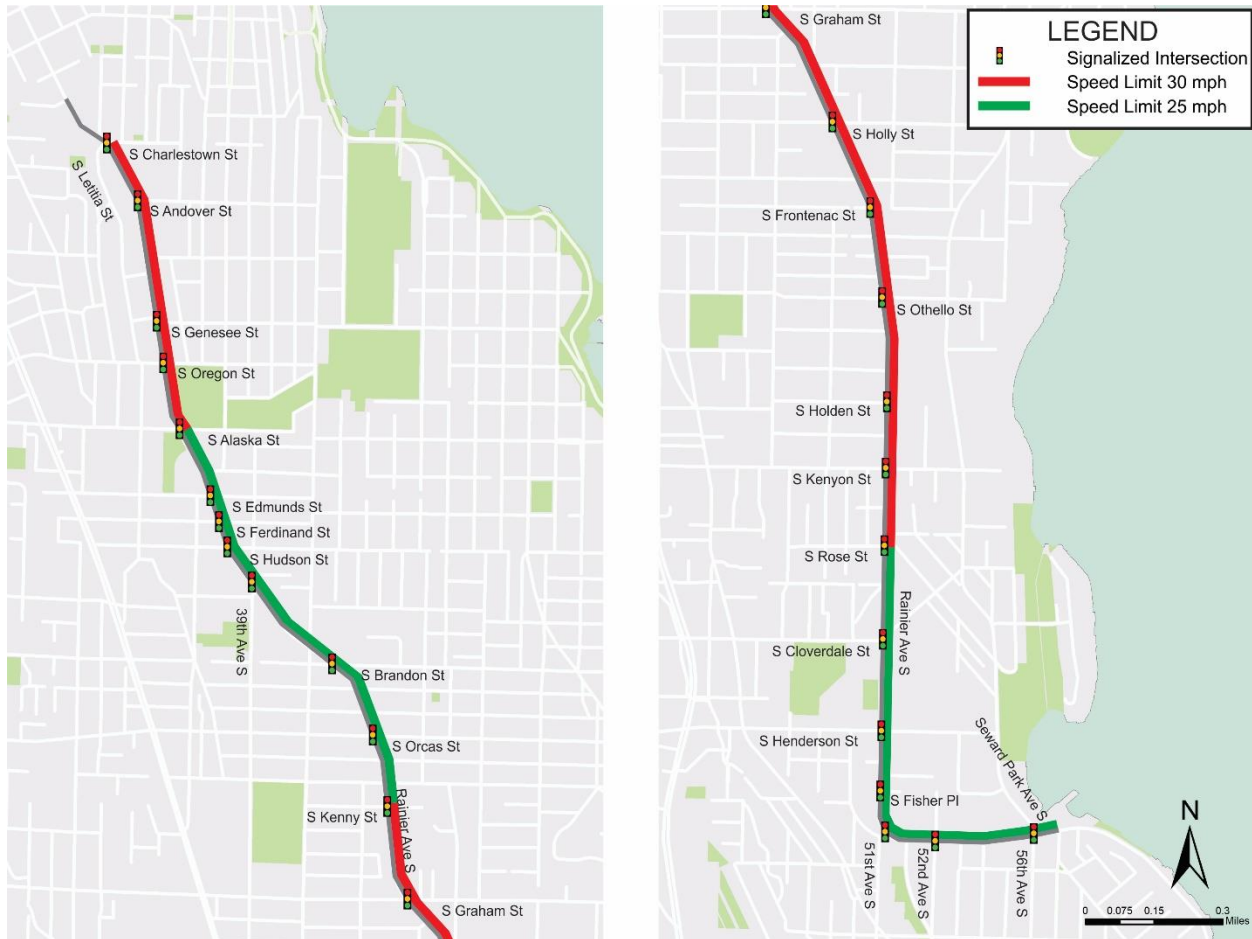 S Charlestown St
S Letitia St
S Andover St
S Genesee St
S Oregon St
S Alaska St
S Edmunds St
S Ferdinand St
S Hudson St
39th Ave S
S Brandon St
S Orcas St
S Kenny St
Rainier Ave S
S Graham St
S Graham St
LEGEND
Signalized Intersection
Speed Limit 30 mph
Speed Limit 25 mph
S Holly St
S Frontenac St
S Othello St
S Holden St
S Kenyon St
S Rose St
Rainier Ave S
S Cloverdale St
S Henderson St
Seward Park Ave S
S Fisher Pl
51st Ave S
52nd Ave S
56th Ave S
N
0 0.075 0.15 0.3
Miles